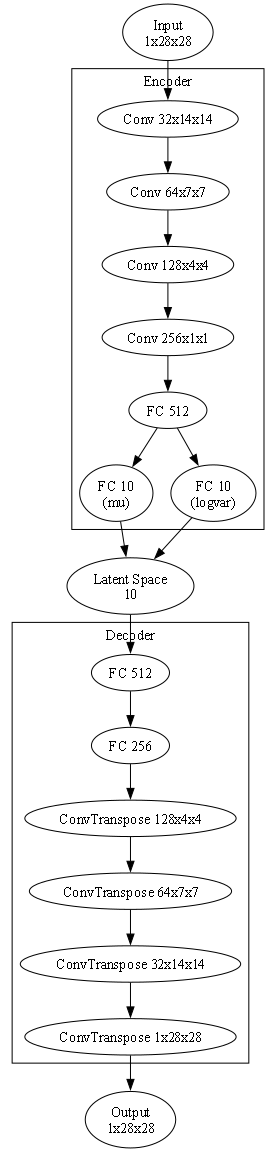 Input
1x28x28
Encoder
Conv 32x14x14
Conv 64x7x7
Conv 128x4x4
Conv 256x1x1
FC 512
FC 10
(mu)
FC 10
(logvar)
Latent Space
10
Decoder
FC 512
FC 256
ConvTranspose 128x4x4
ConvTranspose 64x7x7
ConvTranspose 32x14x14
ConvTranspose 1x28x28
Output
1x28x28